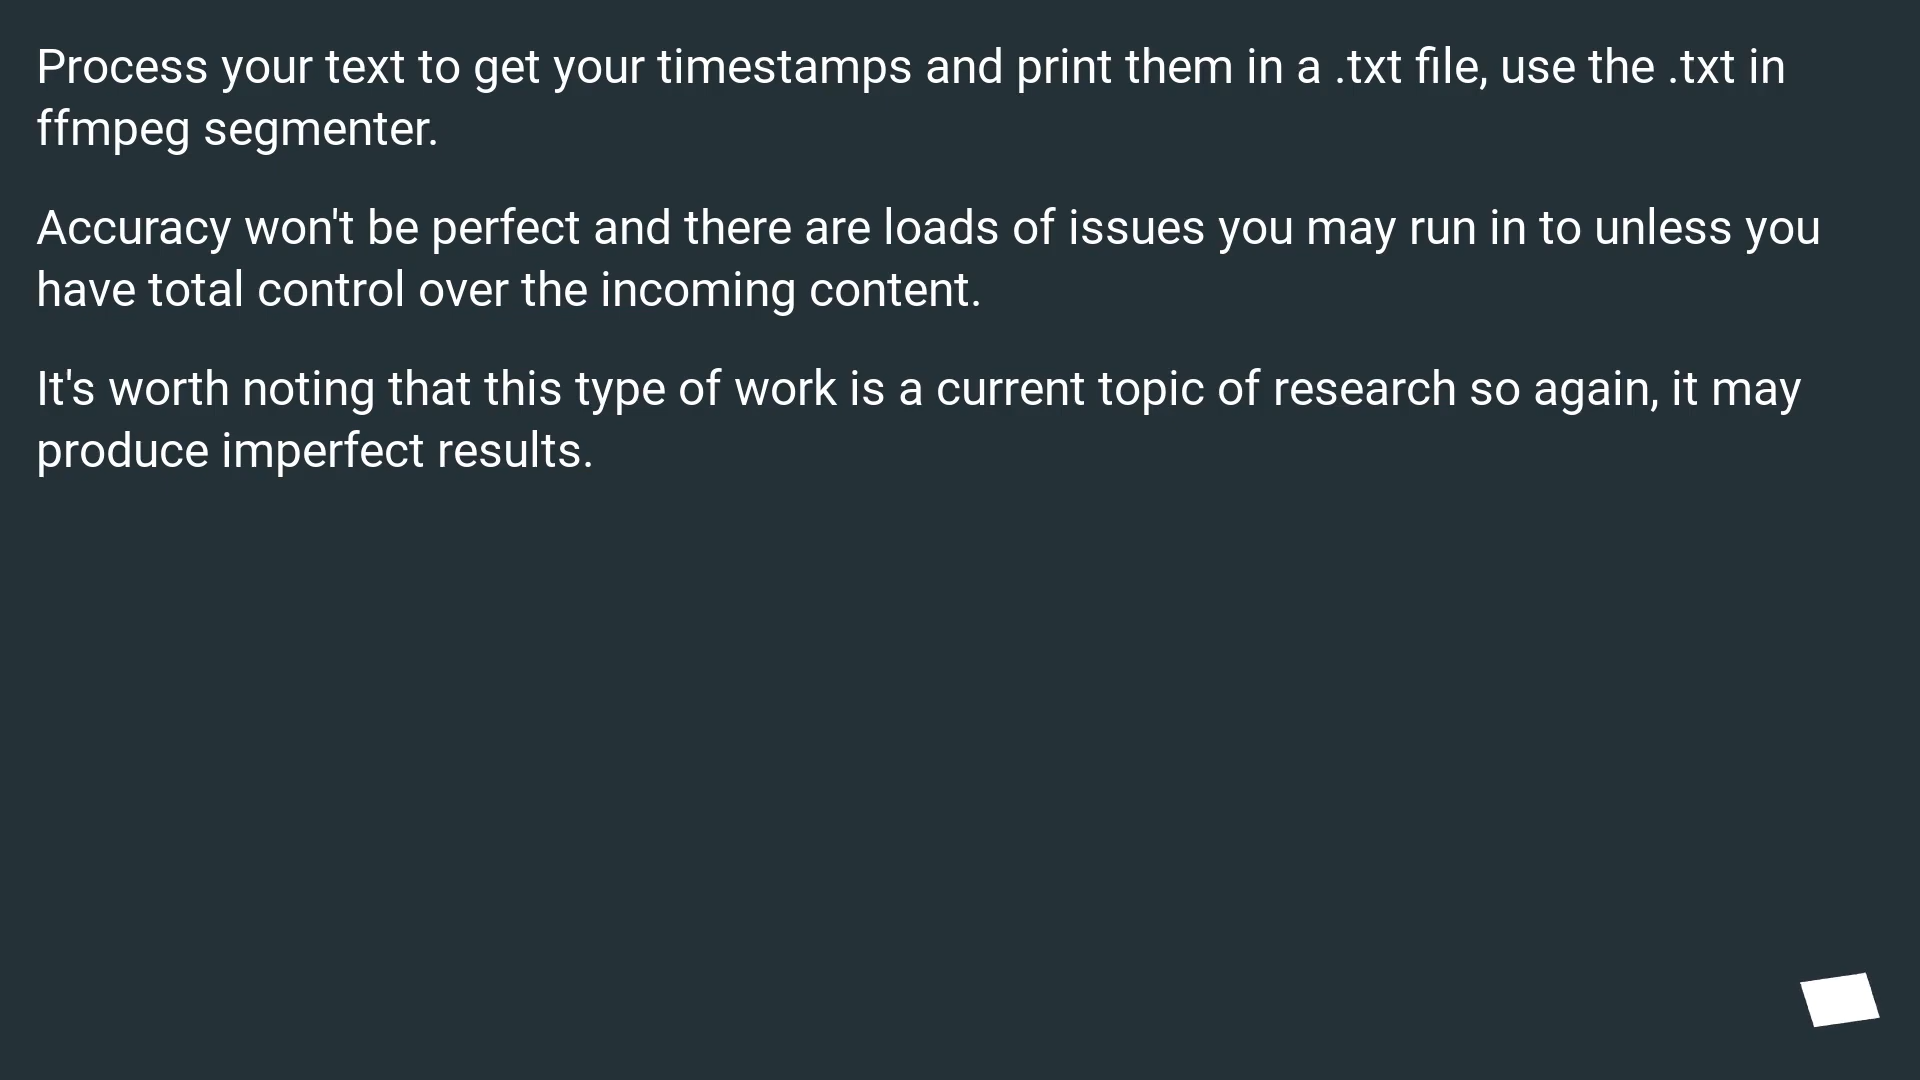 Process your text to get your timestamps and print them in a .txt file, use the .txt in
ffmpeg segmenter.
Accuracy won't be perfect and there are loads of issues you may run in to unless you
have total control over the incoming content.
It's worth noting that this type of work is a current topic of research so again, it may
produce imperfect results.